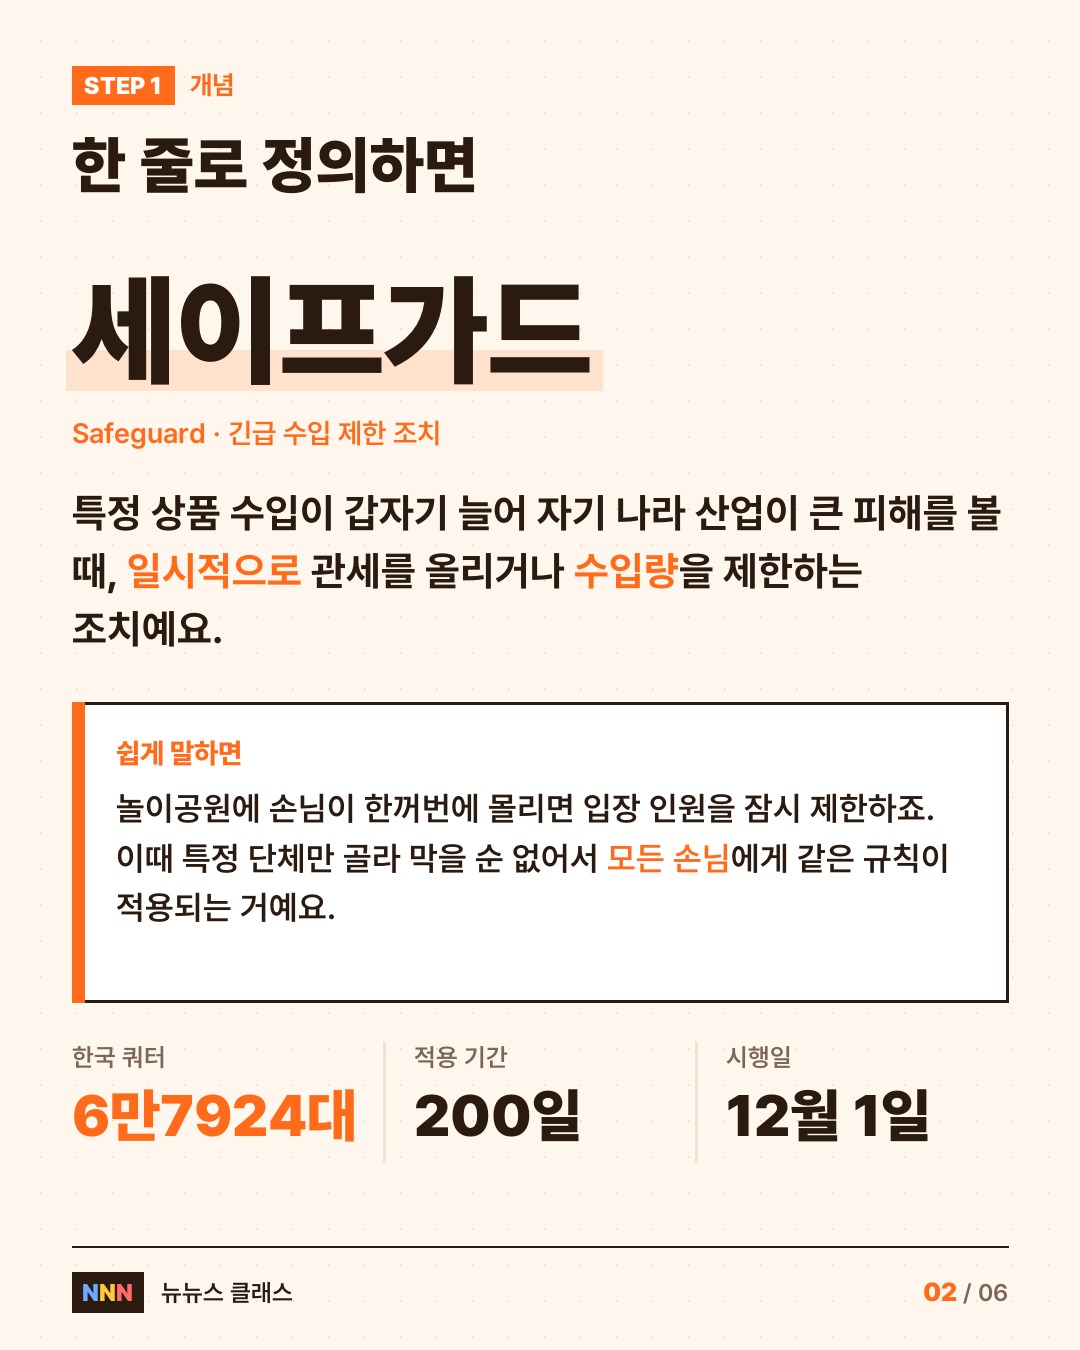 STEP 1 개념
한 줄로 정의하면
세이프가드
Safeguard · 긴급 수입 제한 조치
특정 상품 수입이 갑자기 늘어 자기 나라 산업이 큰 피해를 볼
때, 일시적으로 관세를 올리거나 수입량을 제한하는
조치예요.
쉽게 말하면
놀이공원에 손님이 한꺼번에 몰리면 입장 인원을 잠시 제한하죠.
이때 특정 단체만 골라 막을 순 없어서 모든 손님에게 같은 규칙이
적용되는 거예요.
한국 쿼터
6만7924대
적용 기간
200일
시행일
12월 1일
NNN 뉴뉴스 클래스
02 / 06